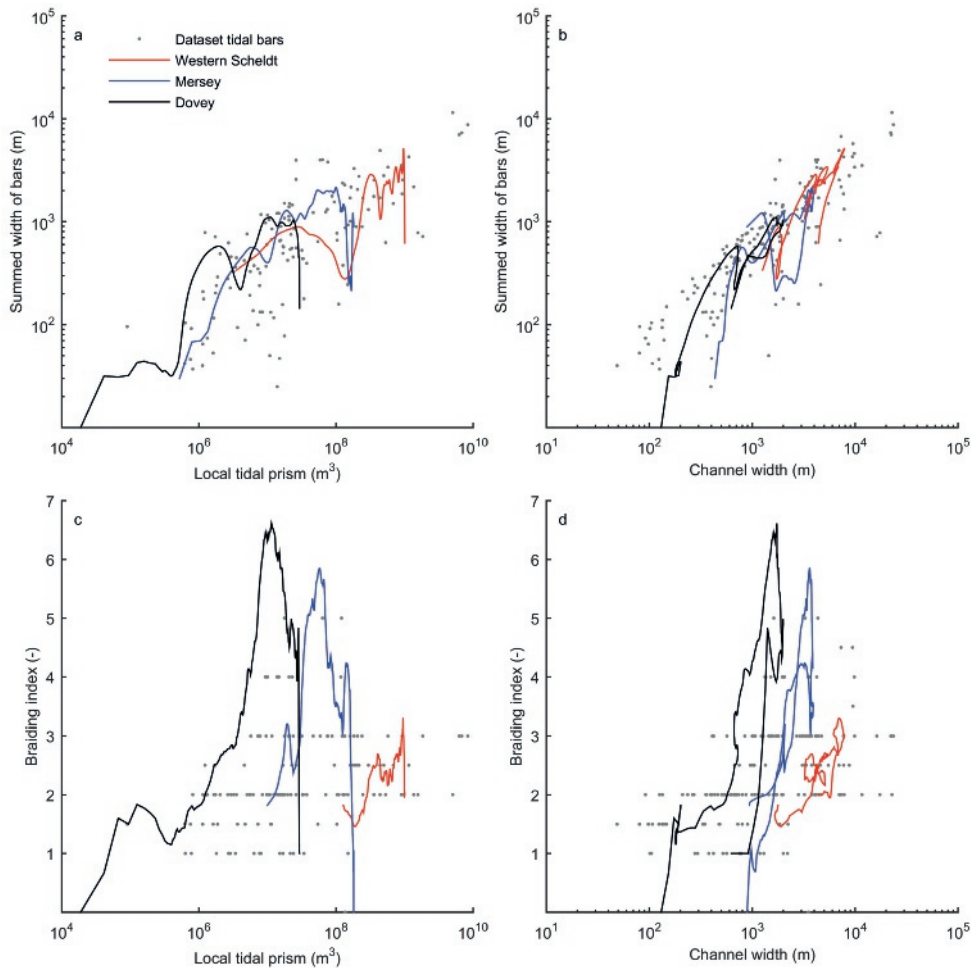 a
Dataset tidal bars
Western Scheldt
Mersey
Dovey
10^5
10^4
10^3
10^2
Summed width of bars (m)
10^4
10^6
10^8
10^10
Local tidal prism (m^3)
b
10^5
10^4
10^3
10^2
Summed width of bars (m)
10^1
10^2
10^3
10^4
10^5
Channel width (m)
c
7
6
5
4
3
2
1
Braiding index (-)
10^4
10^6
10^8
10^10
Local tidal prism (m^3)
d
7
6
5
4
3
2
1
Braiding index (-)
10^1
10^2
10^3
10^4
10^5
Channel width (m)